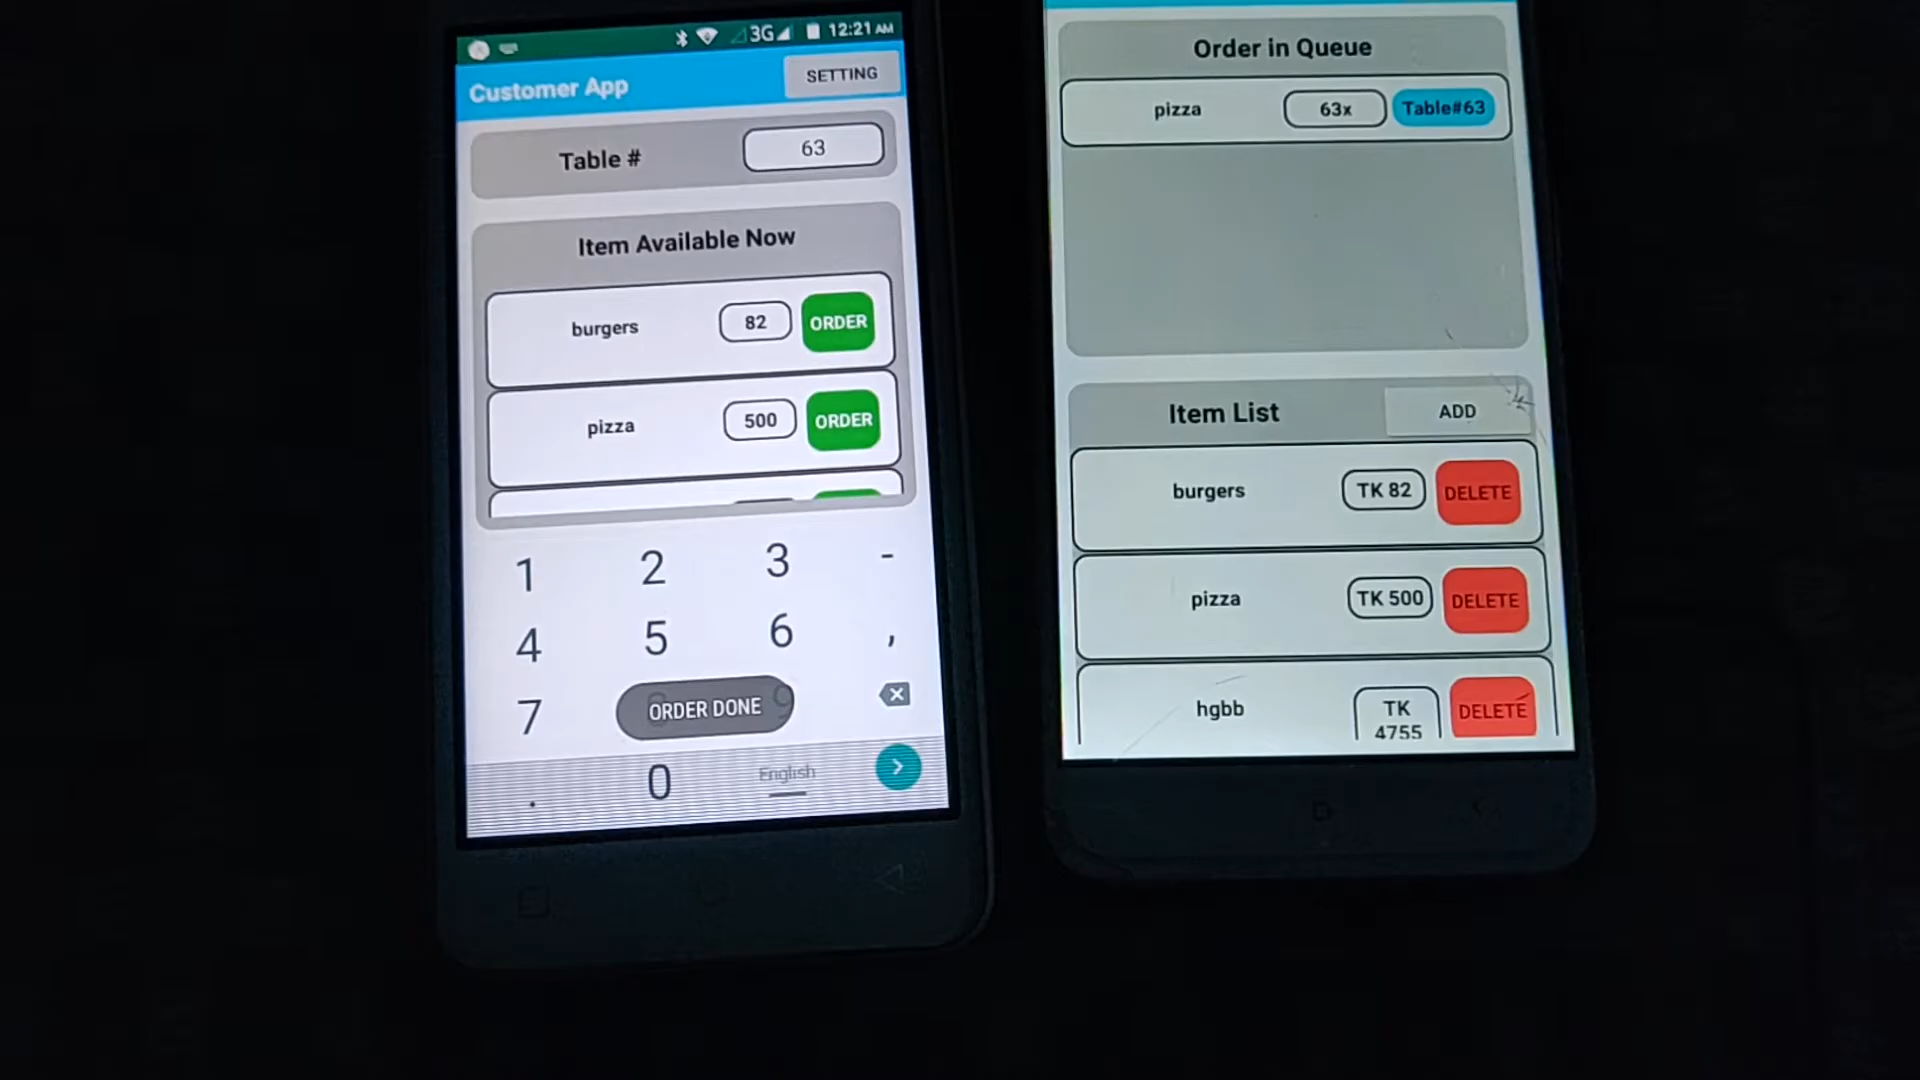 3G 12:21 AM
Customer App SETTING
Table # 63
Item Available Now
burgers 82 ORDER
pizza 500 ORDER
1 2 3 -
4 5 6 ,
7 ORDER DONE 9
. 0 English
Order in Queue
pizza 63x Table#63
Item List ADD
burgers TK 82 DELETE
pizza TK 500 DELETE
hgbb TK 4755 DELETE